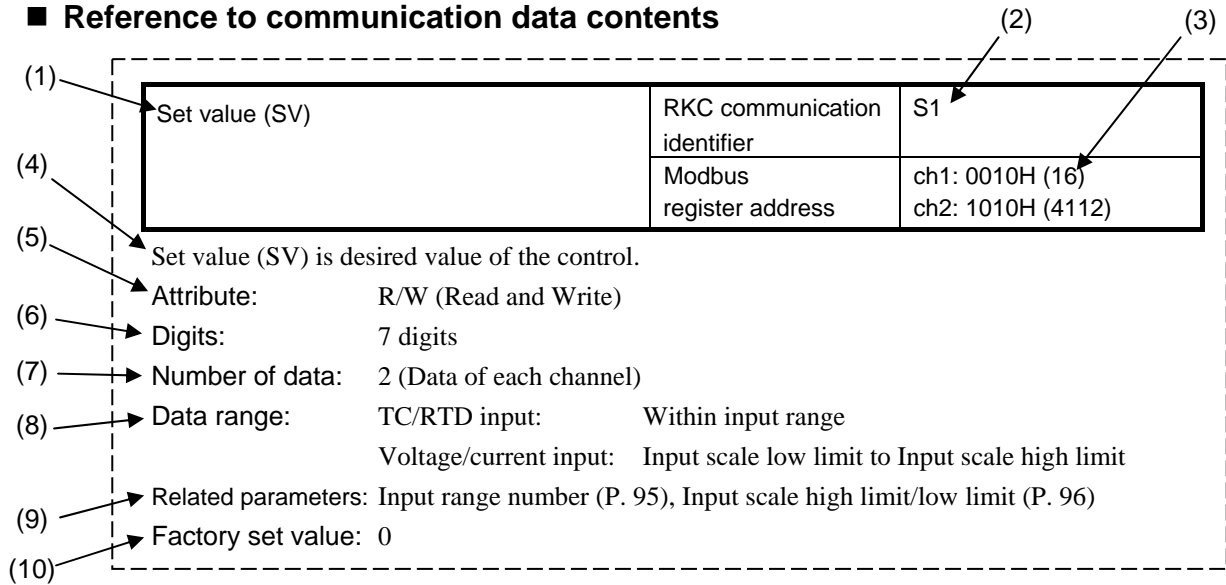 ■ Reference to communication data contents
(2)
(3)
(1)
Set value (SV)
RKC communication
identifier
S1
Modbus
register address
ch1: 0010H (16)
ch2: 1010H (4112)
(4)
Set value (SV) is desired value of the control.
(5)
Attribute: R/W (Read and Write)
(6)
Digits: 7 digits
(7)
Number of data: 2 (Data of each channel)
(8)
Data range: TC/RTD input: Within input range
Voltage/current input: Input scale low limit to Input scale high limit
(9)
Related parameters: Input range number (P. 95), Input scale high limit/low limit (P. 96)
(10)
Factory set value: 0